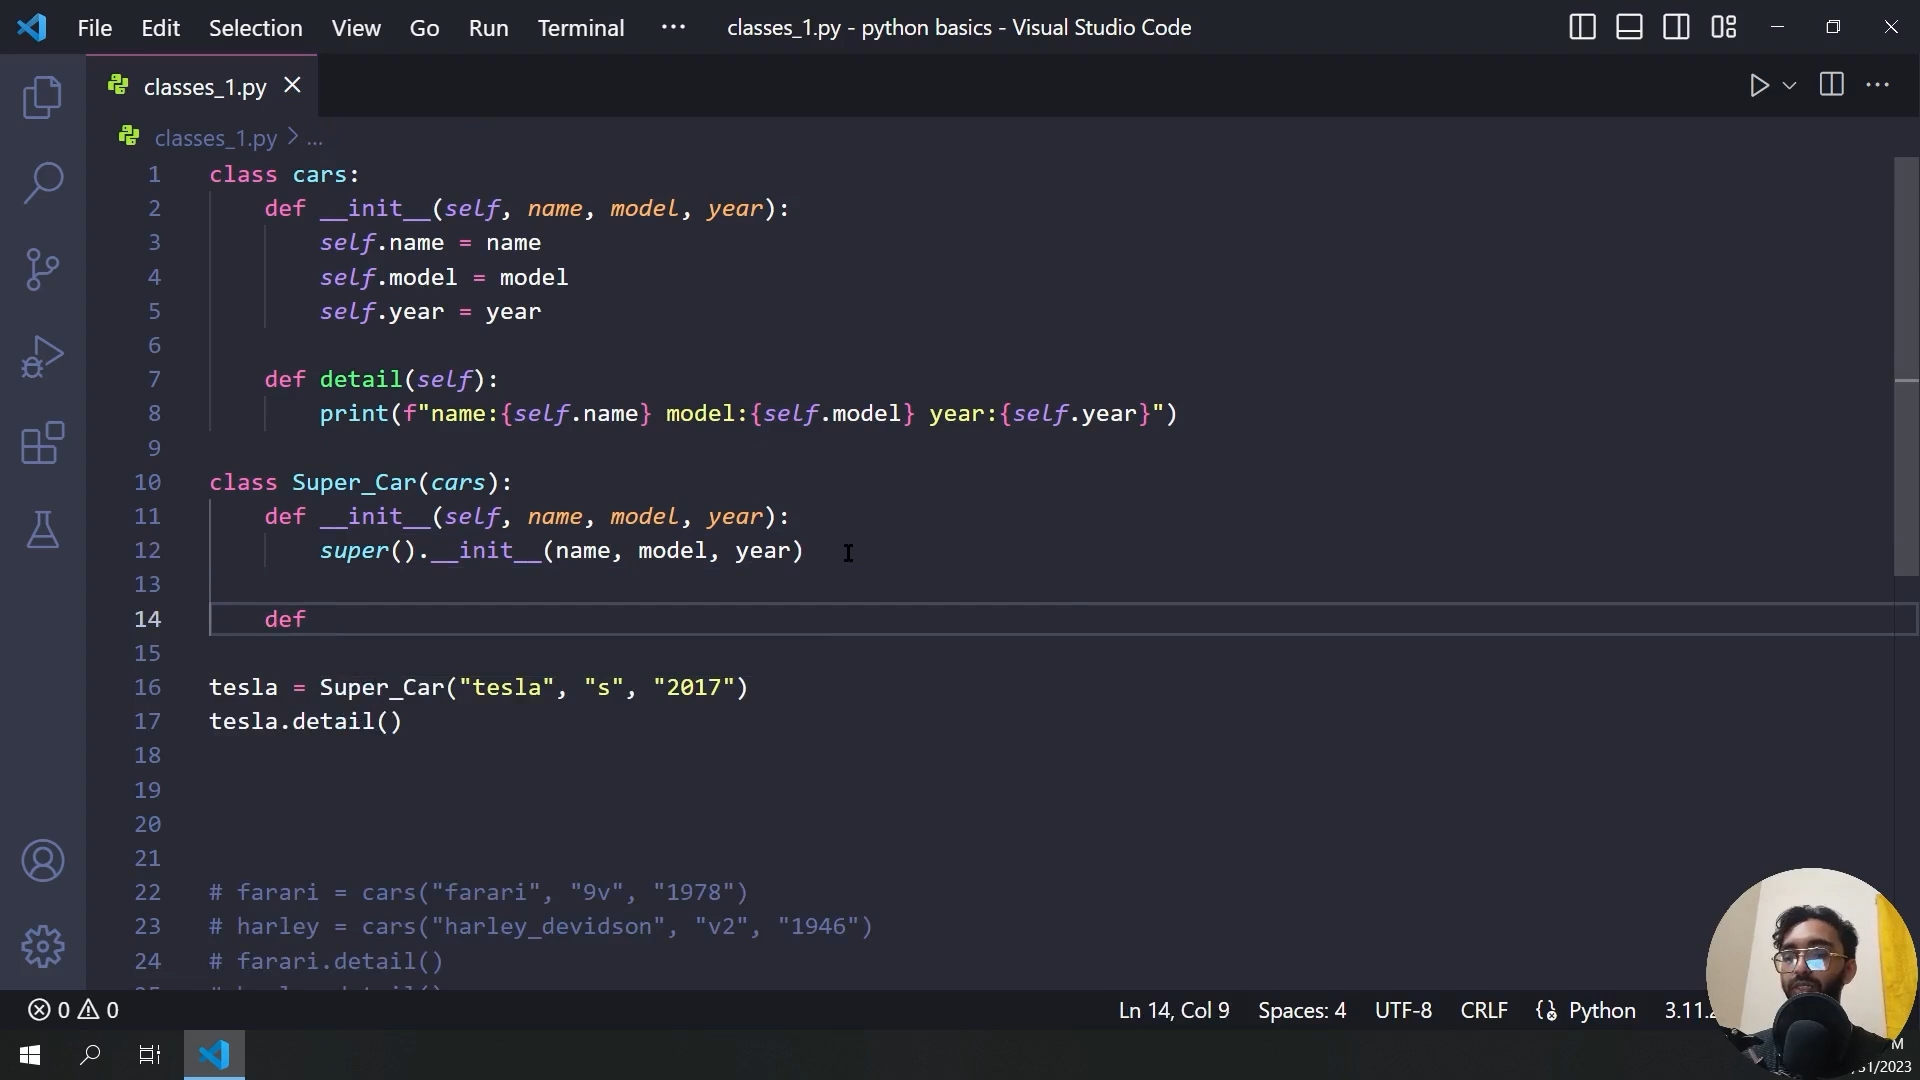 File Edit Selection View Go Run Terminal ··· classes_1.py - python basics - Visual Studio Code
classes_1.py
classes_1.py > ...
1 class cars:
2     def __init__(self, name, model, year):
3         self.name = name
4         self.model = model
5         self.year = year
6
7     def detail(self):
8         print(f"name:{self.name} model:{self.model} year:{self.year}")
9
10 class Super_Car(cars):
11     def __init__(self, name, model, year):
12         super().__init__(name, model, year)
13
14     def
15
16 tesla = Super_Car("tesla", "s", "2017")
17 tesla.detail()
18
19
20
21
22 # farari = cars("farari", "9v", "1978")
23 # harley = cars("harley_devidson", "v2", "1946")
24 # farari.detail()
0 0 Ln 14, Col 9 Spaces: 4 UTF-8 CRLF Python 3.11.
M
/2023